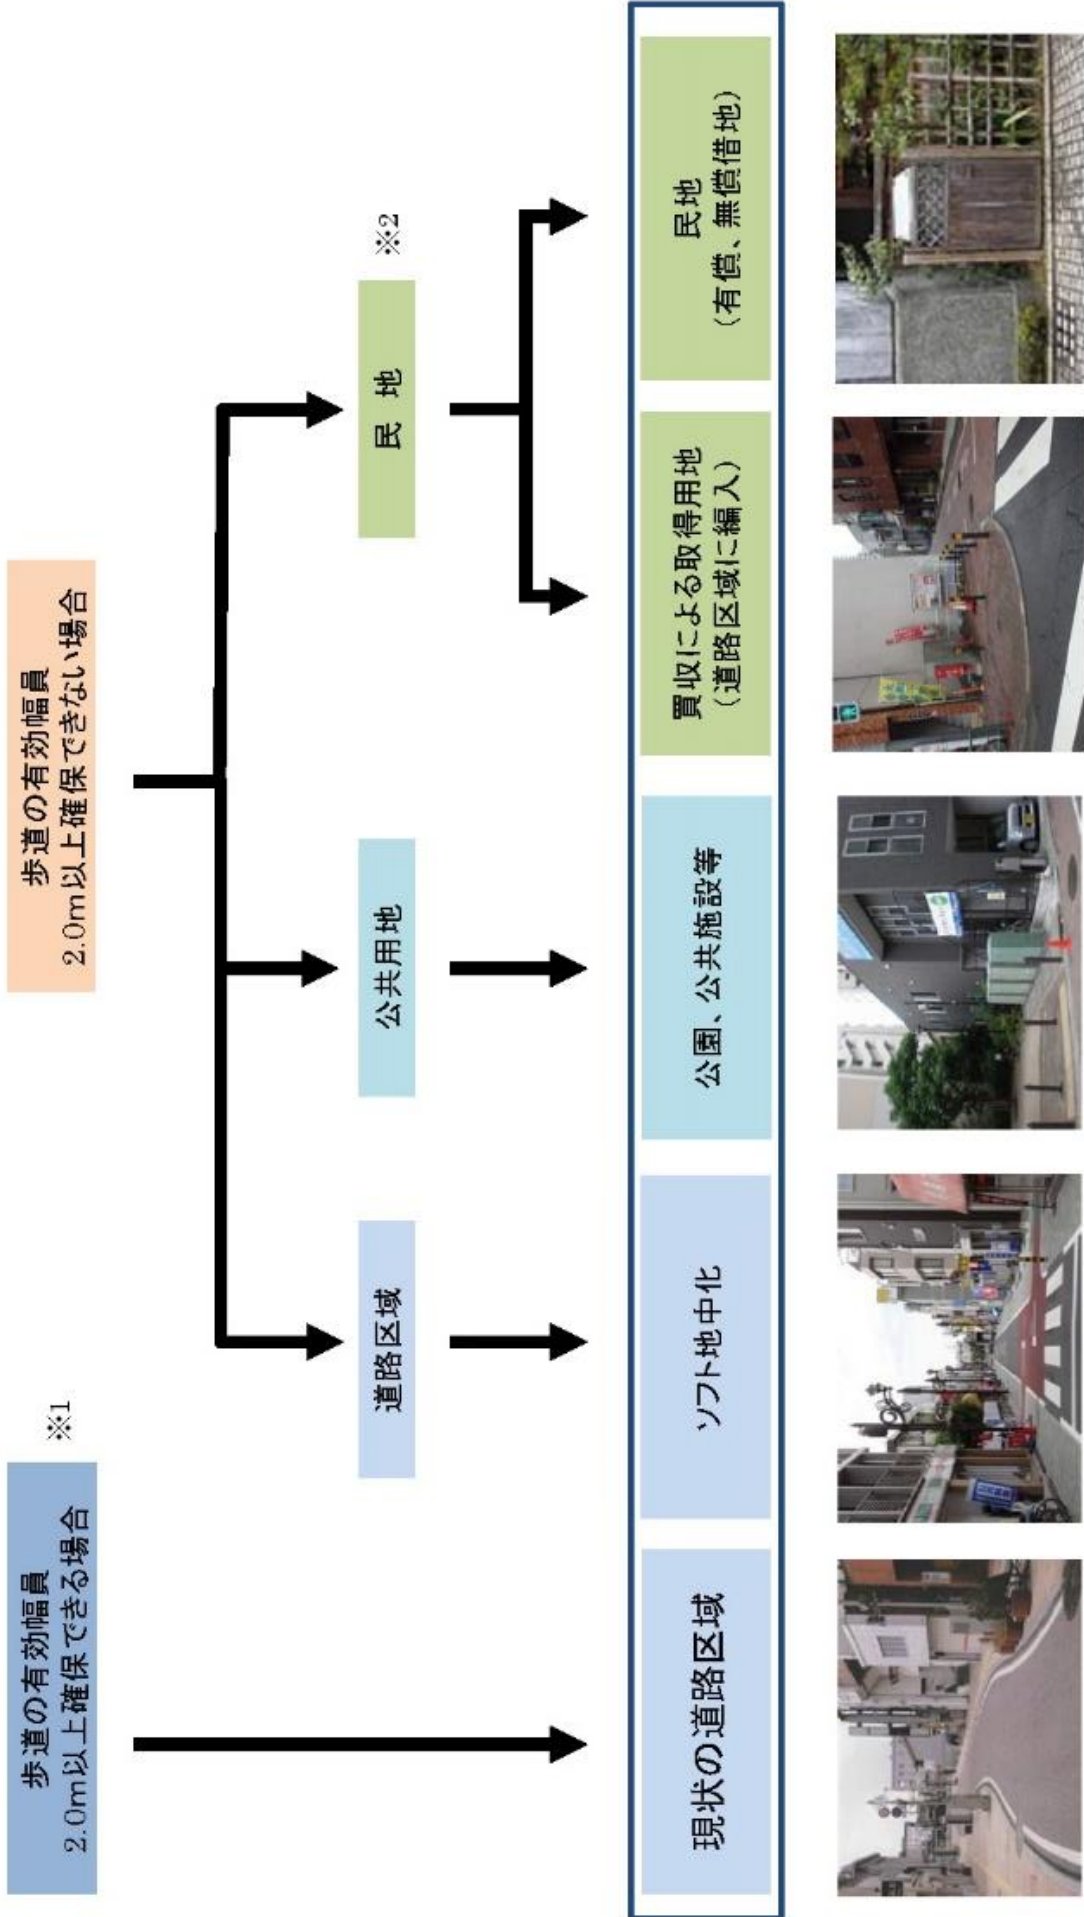 歩道の有効幅員
2.0m以上確保できる場合
※1
歩道の有効幅員
2.0m以上確保できない場合
道路区域
公共用地
民 地
※2
現状の道路区域
ソフト地中化
公園、公共施設等
買収による取得用地
（道路区域に編入）
民地
（有償、無償借地）